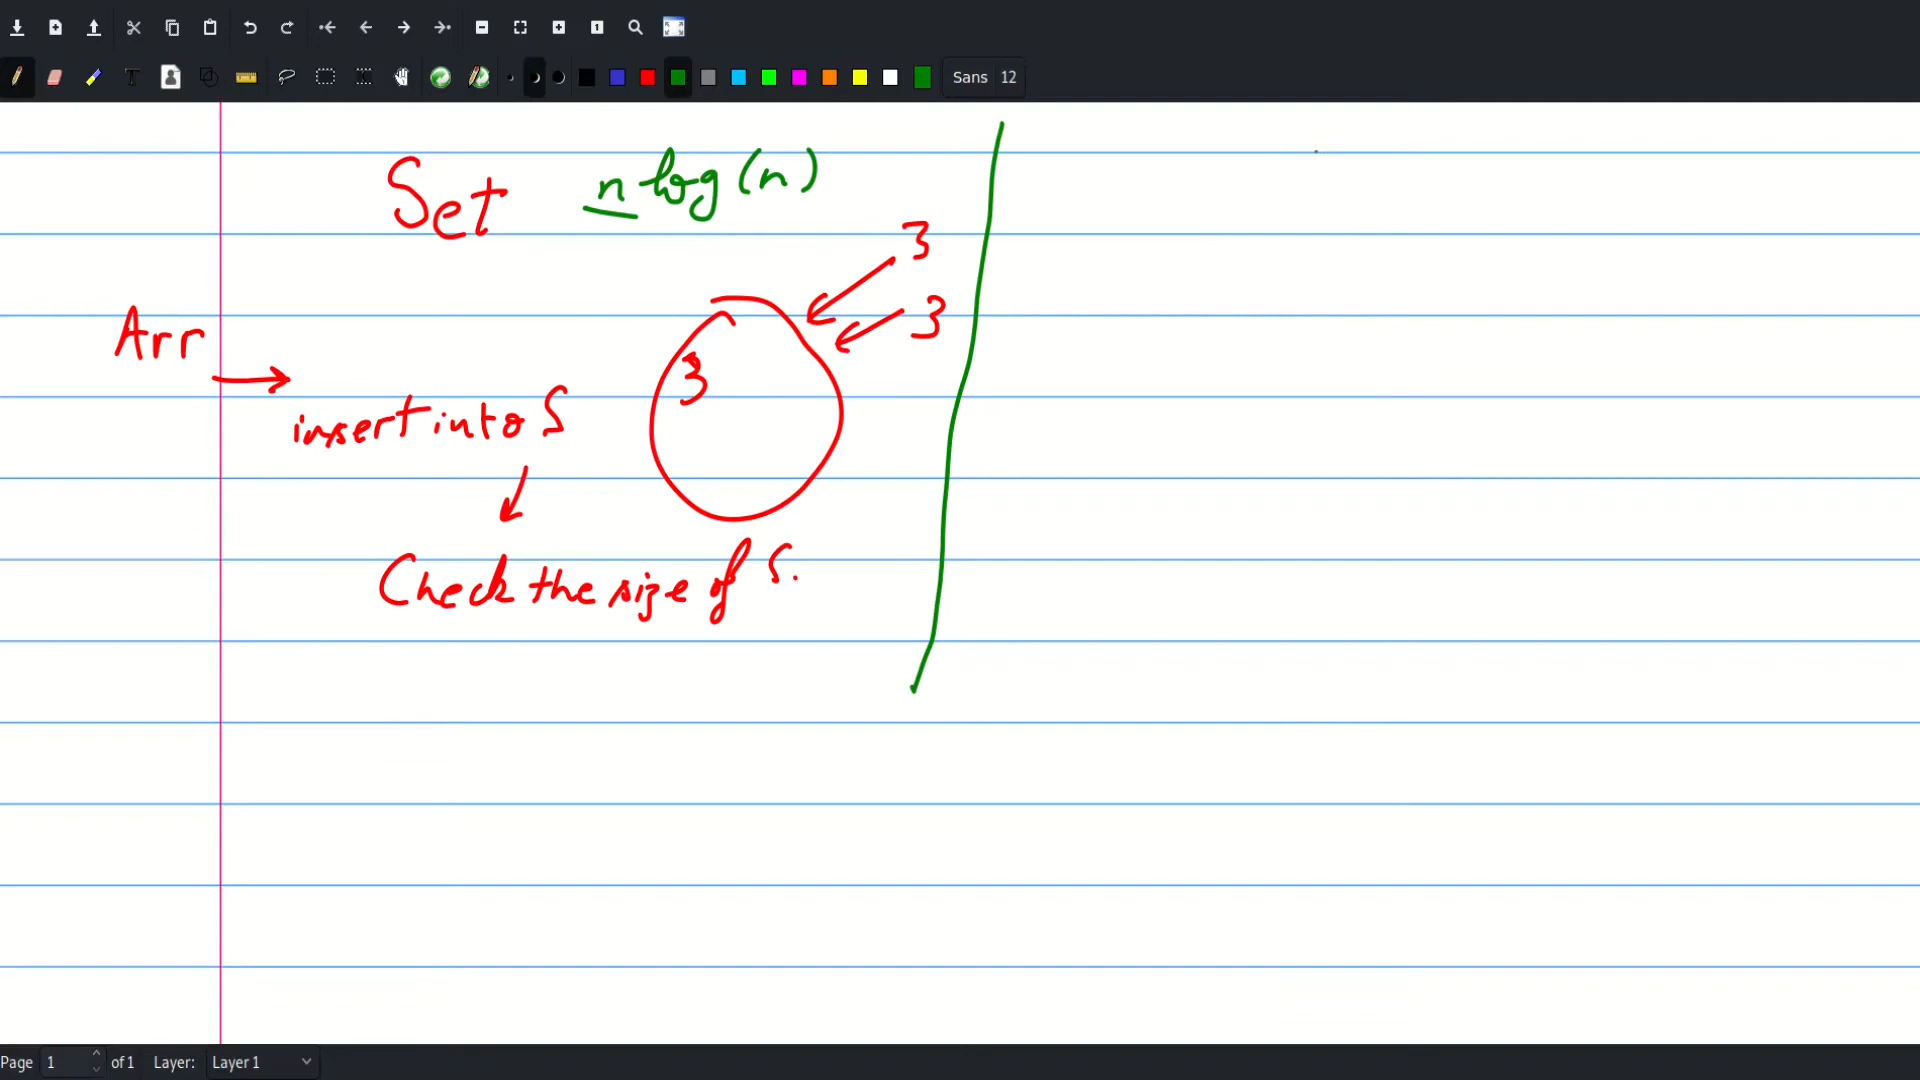 Sans 12
Set n log(n)
3
3
Arr
3
insert into S
Check the size of S.
Page 1 of 1 Layer: Layer 1